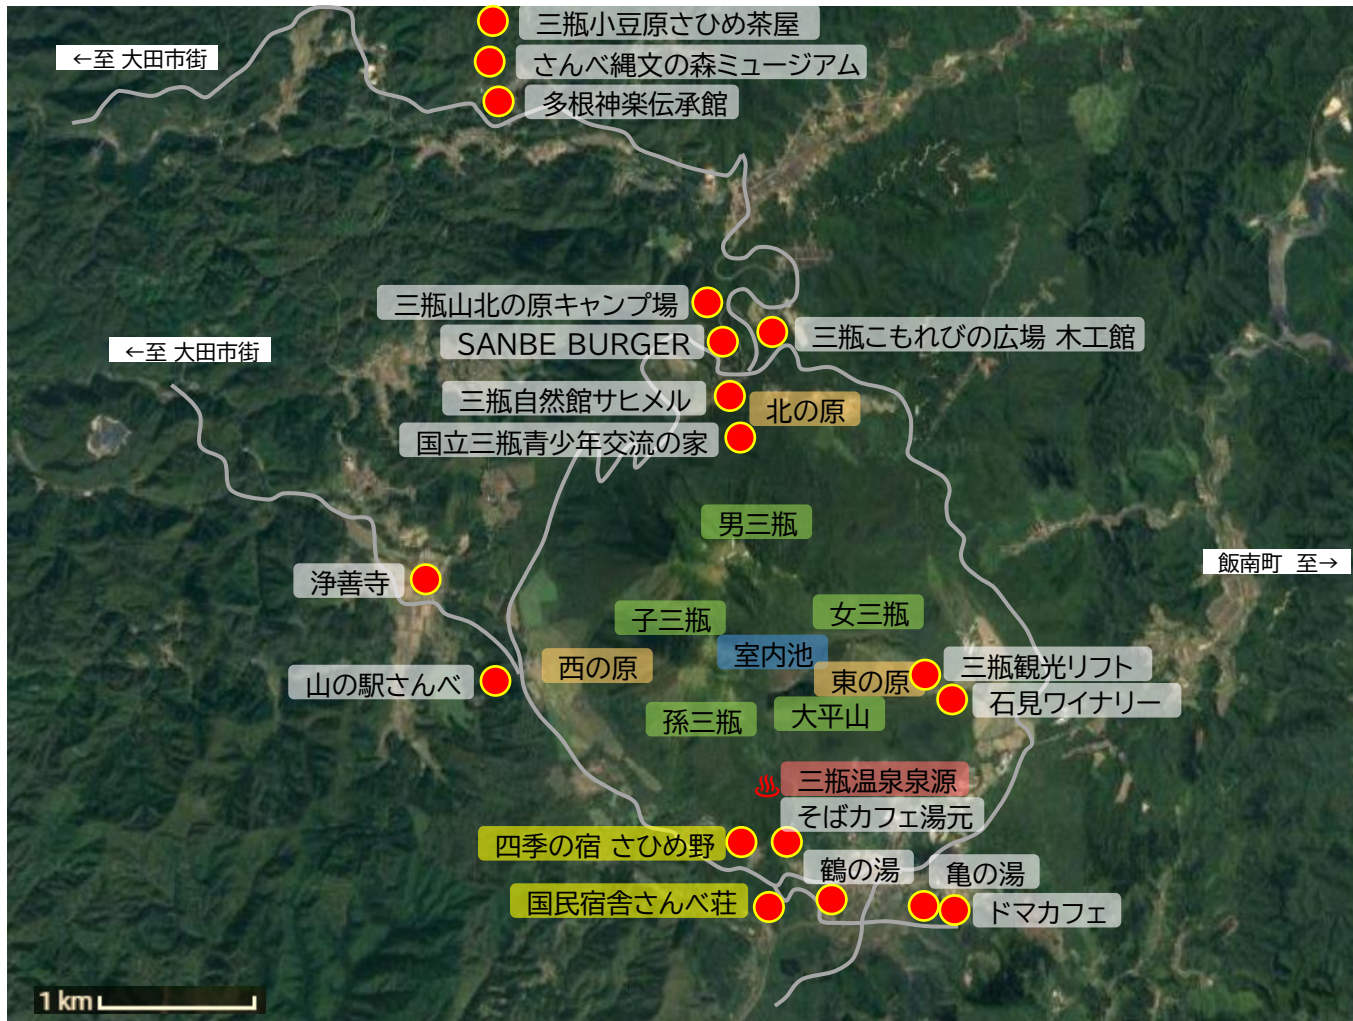 三瓶小豆原さひめ茶屋
←至 大田市街
さんべ縄文の森ミュージアム
多根神楽伝承館
三瓶山北の原キャンプ場
SANBE BURGER
三瓶こもれびの広場 木工館
←至 大田市街
三瓶自然館サヒメル
北の原
国立三瓶青少年交流の家
男三瓶
飯南町 至→
浄善寺
子三瓶
女三瓶
室内池
西の原
三瓶観光リフト
山の駅さんべ
東の原
石見ワイナリー
孫三瓶
大平山
三瓶温泉泉源
そばカフェ湯元
四季の宿 さひめ野
鶴の湯
亀の湯
国民宿舎さんべ荘
ドマカフェ
1 km